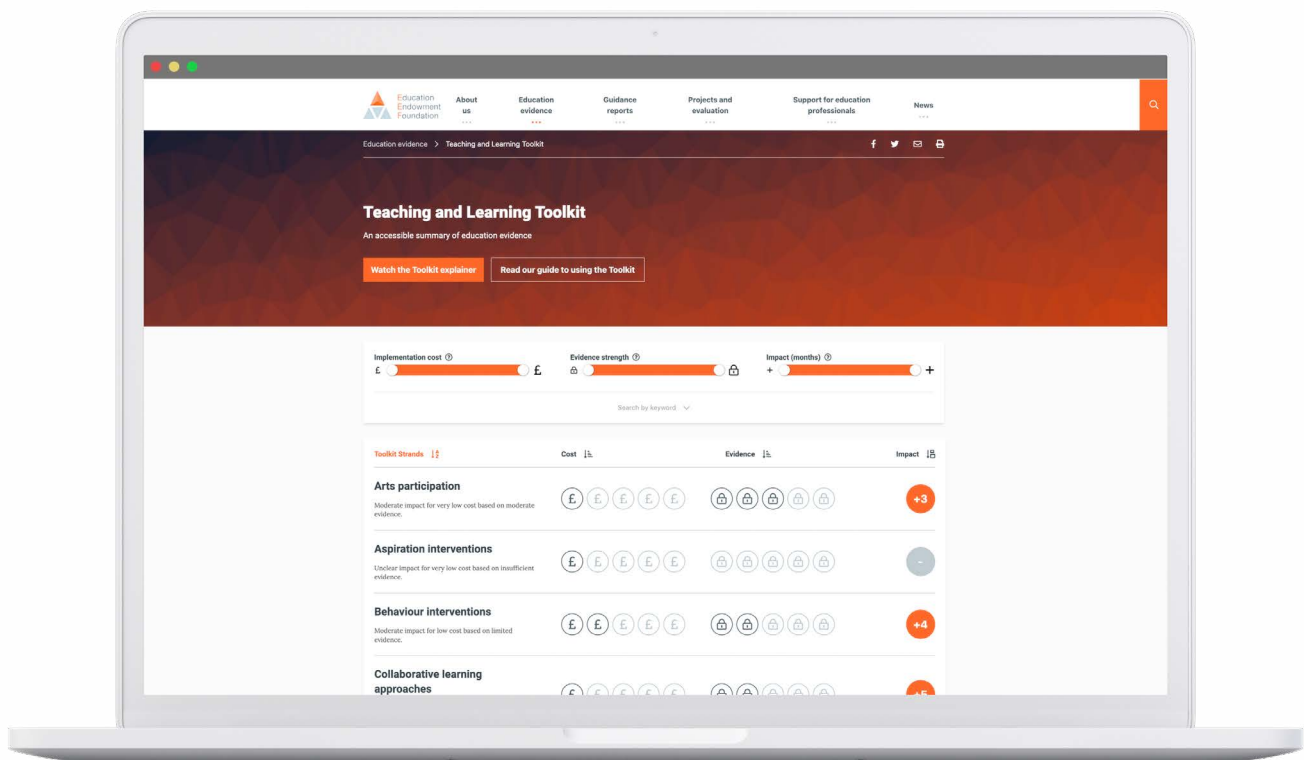 Education
Endowment
Foundation
About
us
Education
evidence
Guidance
reports
Projects and
evaluation
Support for education
professionals
News
Education evidence > Teaching and Learning Toolkit
Teaching and Learning Toolkit
An accessible summary of education evidence
Watch the Toolkit explainer
Read our guide to using the Toolkit
Implementation cost
Evidence strength
Impact (months)
£ £
+ +
Search by keyword
Toolkit Strands Cost Evidence Impact
Arts participation
Moderate impact for very low cost based on moderate
evidence.
£ £ £ £ £
+3
Aspiration interventions
Unclear impact for very low cost based on insufficient
evidence.
£ £ £ £ £
-
Behaviour interventions
Moderate impact for low cost based on limited
evidence.
£ £ £ £ £
+4
Collaborative learning
approaches
£ £ £ £ £
+5